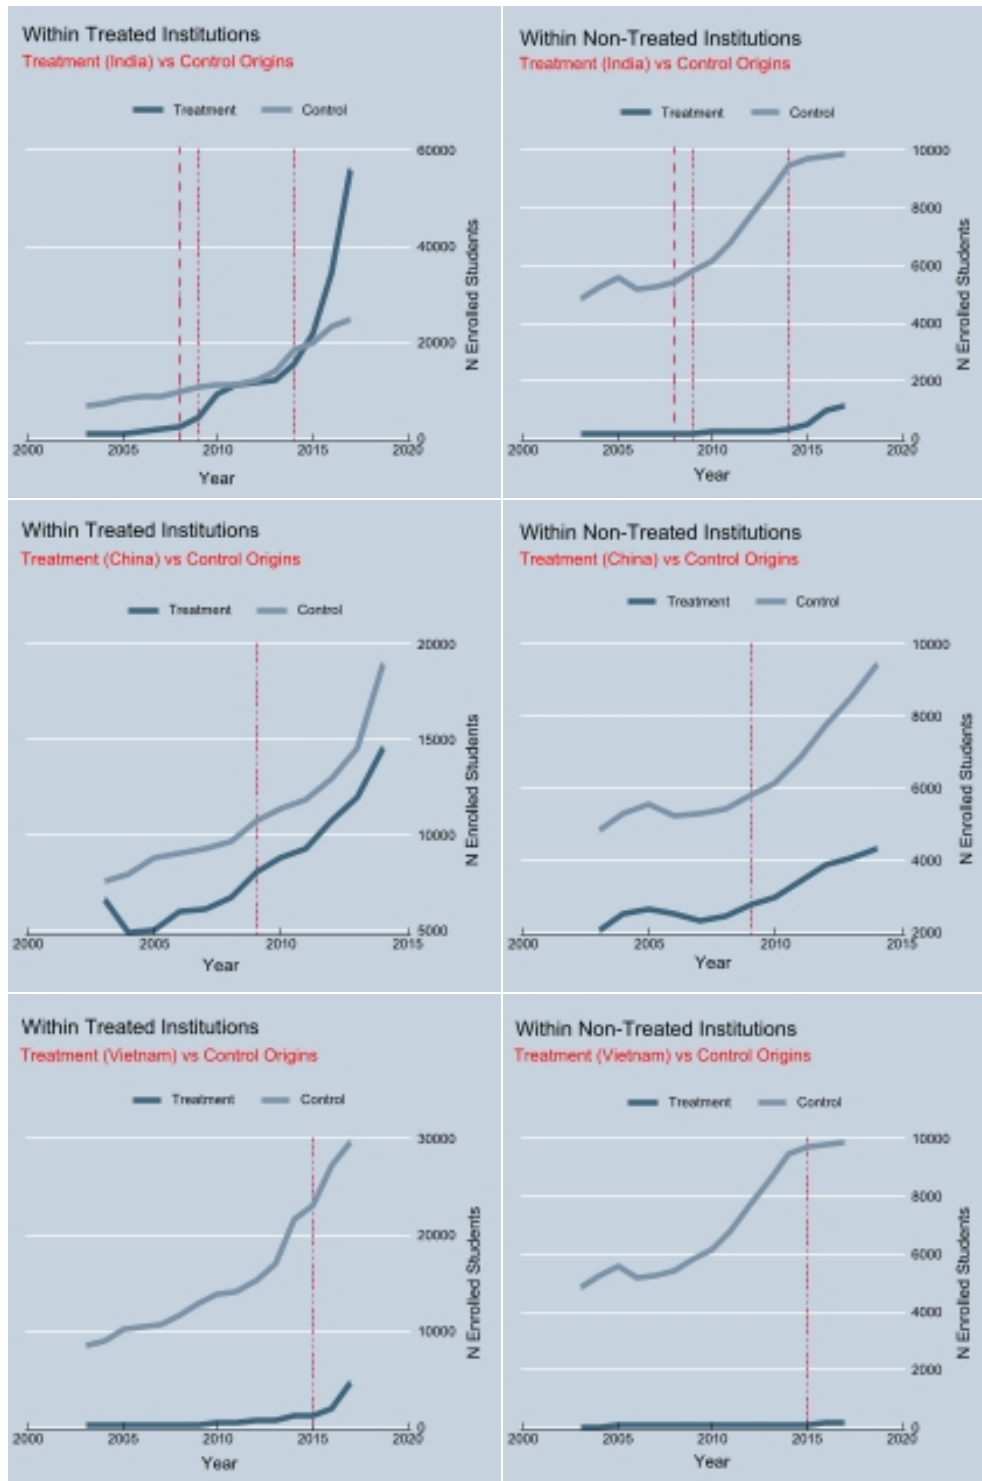 Within Treated Institutions
Treatment (India) vs Control Origins
Treatment Control
60000
40000
20000
0
N Enrolled Students
2000 2005 2010 2015 2020
Year
Within Non-Treated Institutions
Treatment (India) vs Control Origins
Treatment Control
10000
8000
6000
4000
2000
0
N Enrolled Students
2000 2005 2010 2015 2020
Year
Within Treated Institutions
Treatment (China) vs Control Origins
Treatment Control
20000
15000
10000
5000
N Enrolled Students
2000 2005 2010 2015
Year
Within Non-Treated Institutions
Treatment (China) vs Control Origins
Treatment Control
10000
8000
6000
4000
2000
N Enrolled Students
2000 2005 2010 2015
Year
Within Treated Institutions
Treatment (Vietnam) vs Control Origins
Treatment Control
30000
20000
10000
0
N Enrolled Students
2000 2005 2010 2015 2020
Year
Within Non-Treated Institutions
Treatment (Vietnam) vs Control Origins
Treatment Control
10000
8000
6000
4000
2000
0
N Enrolled Students
2000 2005 2010 2015 2020
Year